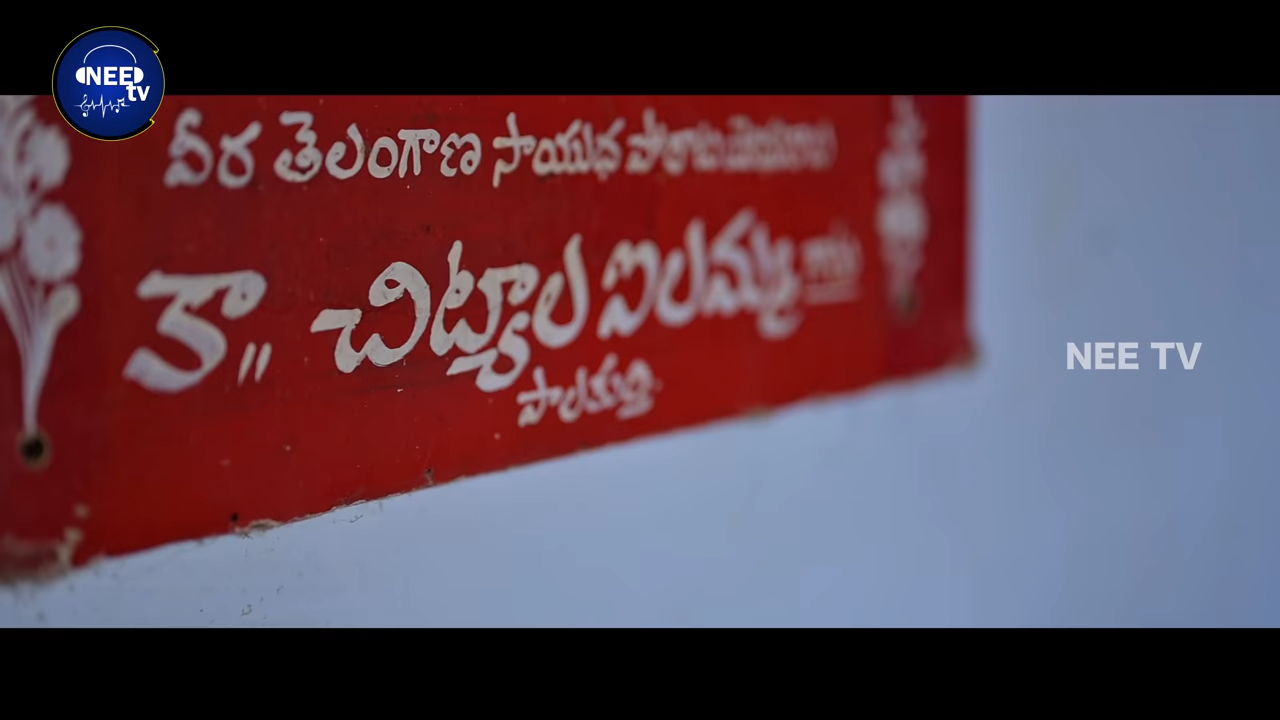 NEE tv
వీర తెలంగాణ సాయుధ పోరాట
కా॥ చిట్యాల ఐలమ్మ
పాలకుర్తి.
NEE TV